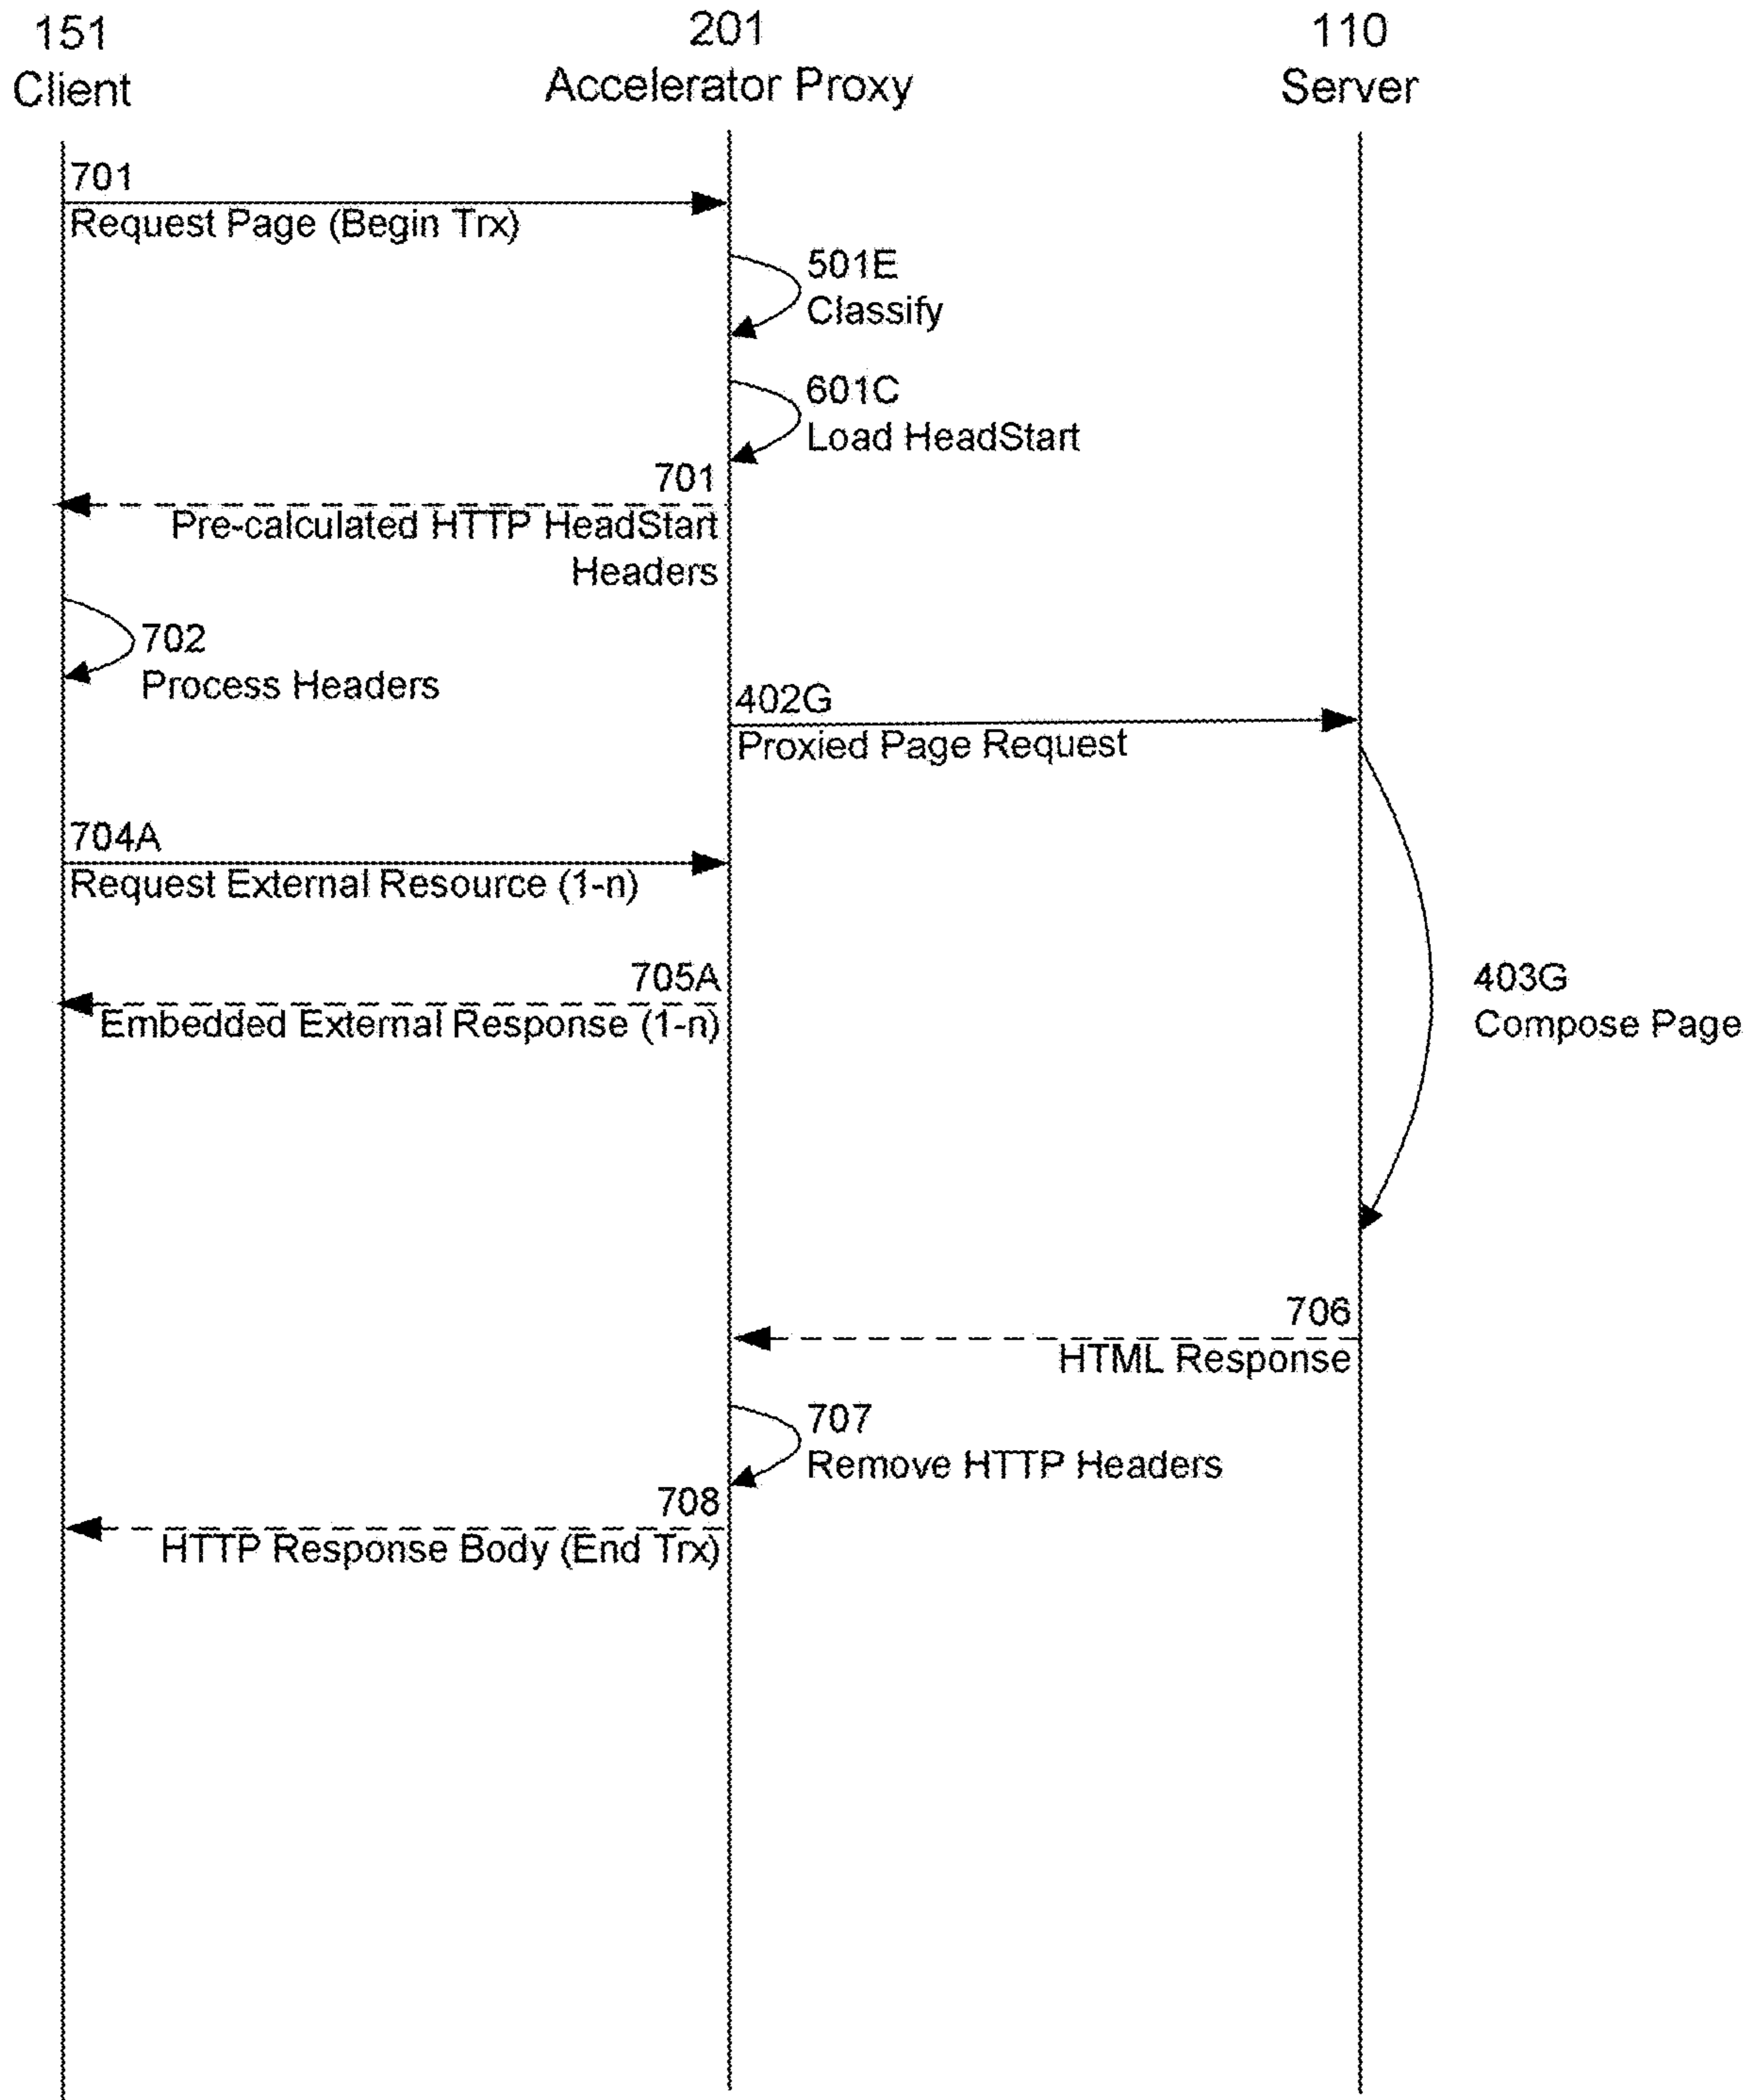 151
Client
201
Accelerator Proxy
110
Server
701
Request Page (Begin Trx)
501E
Classify
601C
Load HeadStart
701
Pre-calculated HTTP HeadStart
Headers
702
Process Headers
402G
Proxied Page Request
704A
Request External Resource (1-n)
705A
Embedded External Response (1-n)
403G
Compose Page
706
HTML Response
707
Remove HTTP Headers
708
HTTP Response Body (End Trx)